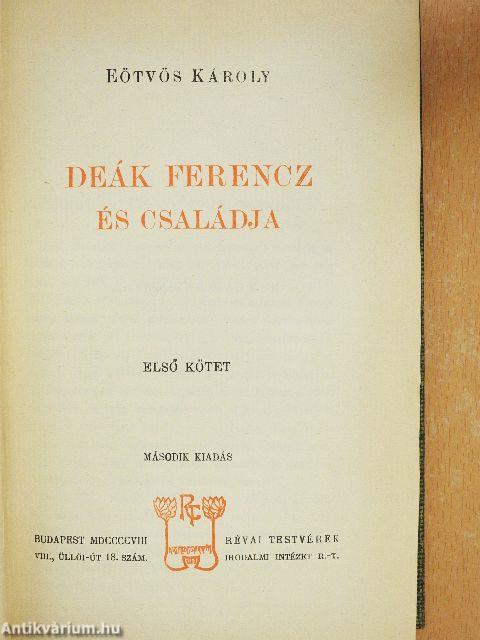 EÖTVÖS KÁROLY
DEÁK FERENCZ
ÉS CSALÁDJA
ELSŐ KÖTET
MÁSODIK KIADÁS
BUDAPEST MDCCCCVIII
VIII., ÜLLŐI-ÚT 18. SZÁM.
RÉVAI TESTVÉREK
IRODALMI INTÉZET R.-T.
Antikvárium.hu